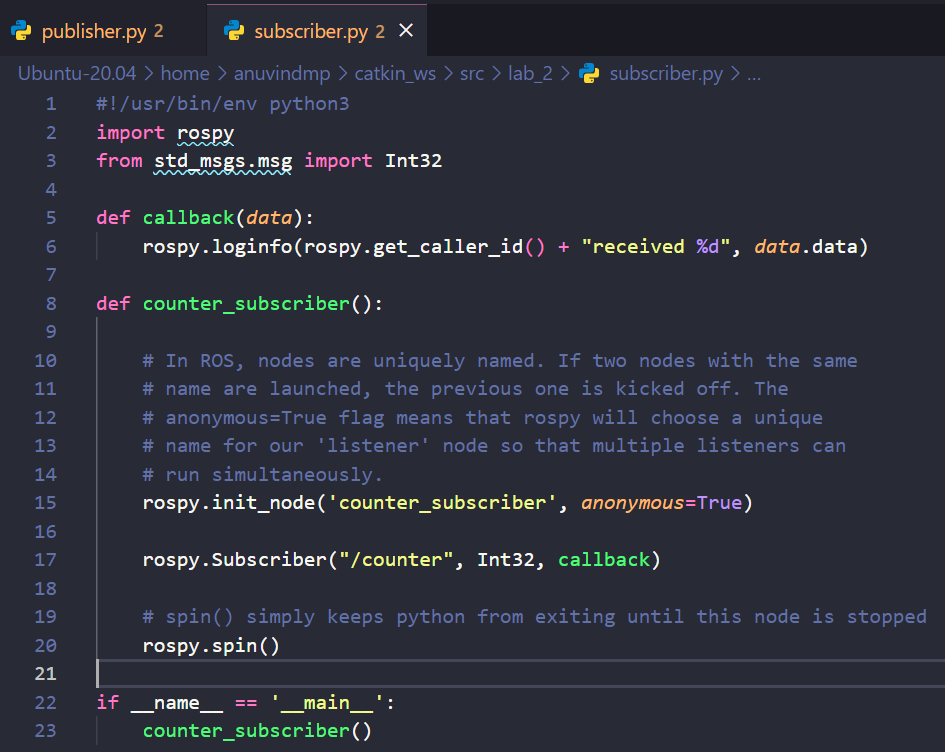 publisher.py 2 subscriber.py 2
Ubuntu-20.04 > home > anuvindmp > catkin_ws > src > lab_2 > subscriber.py > ...
1 #!/usr/bin/env python3
2 import rospy
3 from std_msgs.msg import Int32
4
5 def callback(data):
6     rospy.loginfo(rospy.get_caller_id() + "received %d", data.data)
7
8 def counter_subscriber():
9
10     # In ROS, nodes are uniquely named. If two nodes with the same
11     # name are launched, the previous one is kicked off. The
12     # anonymous=True flag means that rospy will choose a unique
13     # name for our 'listener' node so that multiple listeners can
14     # run simultaneously.
15     rospy.init_node('counter_subscriber', anonymous=True)
16
17     rospy.Subscriber("/counter", Int32, callback)
18
19     # spin() simply keeps python from exiting until this node is stopped
20     rospy.spin()
21
22 if __name__ == '__main__':
23     counter_subscriber()